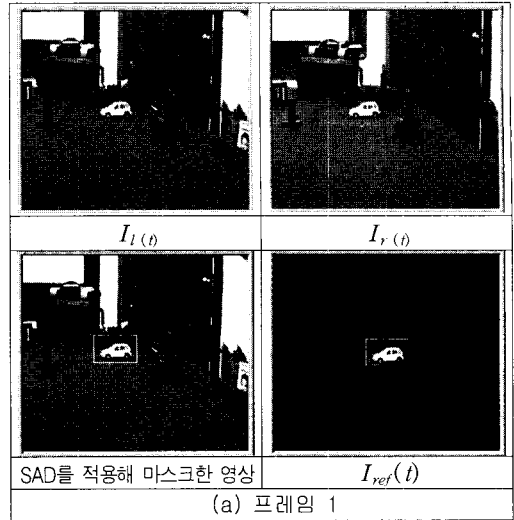 I_{l (t)}
I_{r (t)}
SAD를 적용해 마스크한 영상
I_{ref}(t)
(a) 프레임 1